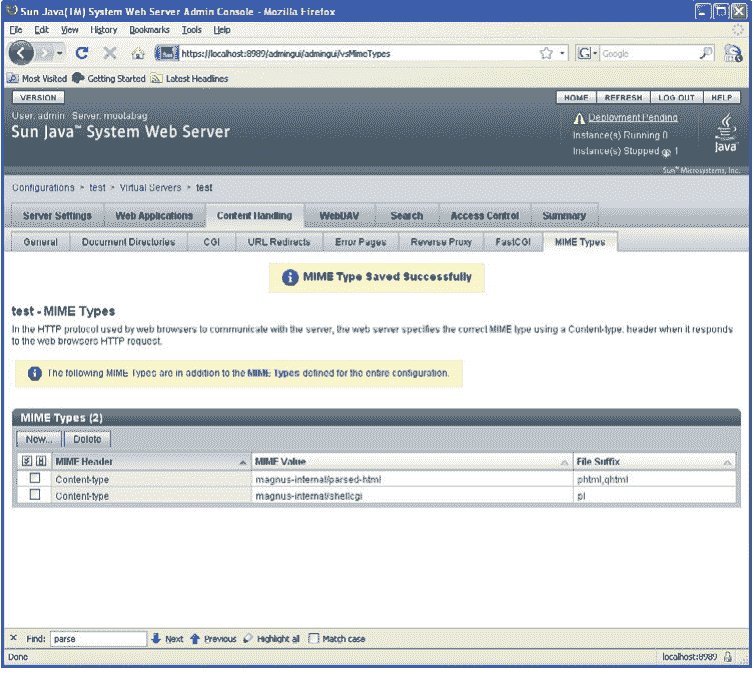 Sun Java(TM) System Web Server Admin Console - Mozilla Firefox
File Edit View History Bookmarks Tools Help
https://localhost:8989/admingui/admingui/vsMimeTypes
Google
Most Visited Getting Started Latest Headlines
VERSION HOME REFRESH LOG OUT HELP
User: admin Server: muotabag
Sun Java™ System Web Server
Deployment Pending
Instance(s) Running 0
Instance(s) Stopped 1
Java
Sun™ Microsystems, Inc.
Configurations > test > Virtual Servers > test
Server Settings Web Applications Content Handling WebDAV Search Access Control Summary
General Document Directories CGI URL Redirects Error Pages Reverse Proxy FastCGI MIME Types
MIME Type Saved Successfully
test - MIME Types
In the HTTP protocol used by web browsers to communicate with the server, the web server specifies the correct MIME type using a Content-type: header when it responds
to the web browsers HTTP request.
The following MIME Types are in addition to the MIME Types defined for the entire configuration.
MIME Types (2)
New... Delete
MIME Header MIME Value File Suffix
Content-type magnus-internal/parsed-html phtml,qhtml
Content-type magnus-internal/shellcgi pl
Find: parse Next Previous Highlight all Match case
Done localhost:8989